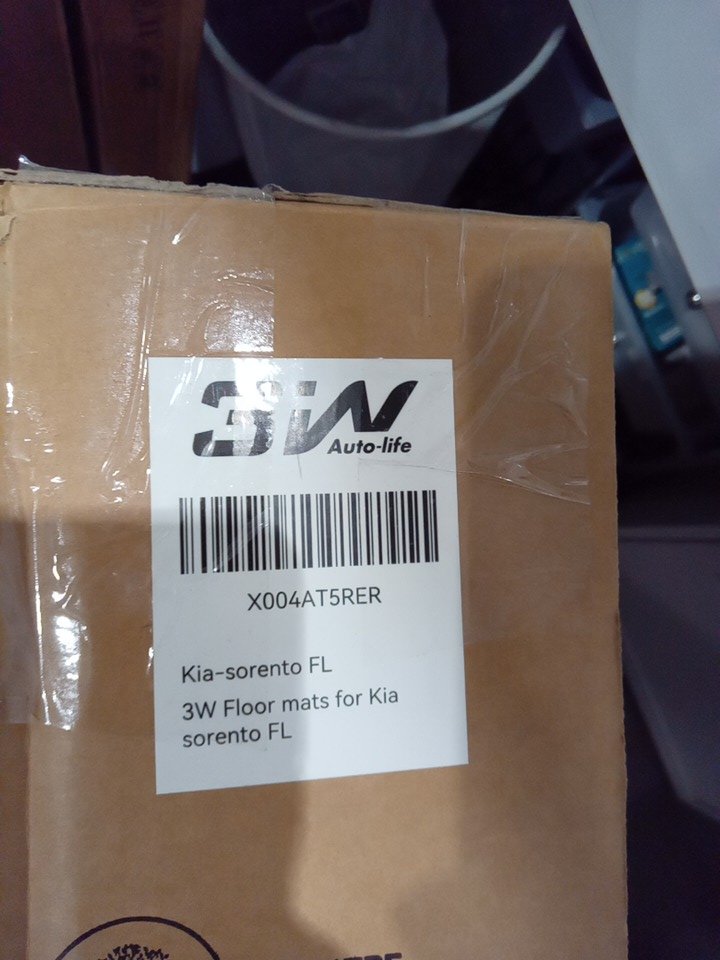 3W
Auto-life
X004AT5RER
Kia-sorento FL
3W Floor mats for Kia
sorento FL